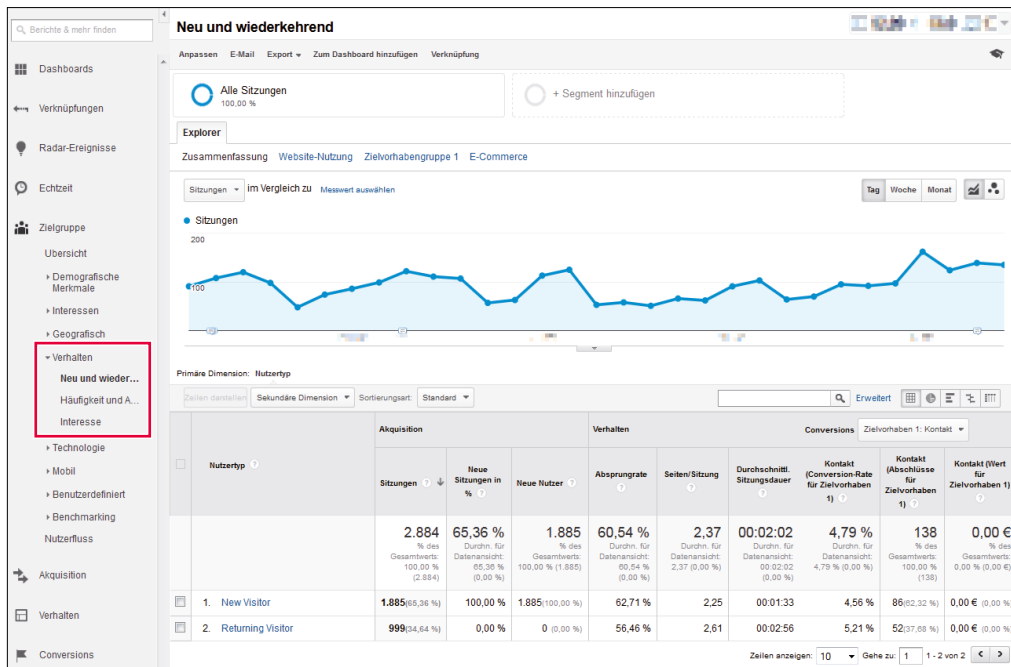 Berichte & mehr finden
Dashboards
Verknüpfungen
Radar-Ereignisse
Echtzeit
Zielgruppe
Übersicht
Demografische
Merkmale
Interessen
Geografisch
Verhalten
Neu und wieder...
Häufigkeit und A...
Interesse
Technologie
Mobil
Benutzerdefiniert
Benchmarking
Nutzerfluss
Akquisition
Verhalten
Conversions
Neu und wiederkehrend
Anpassen E-Mail Export Zum Dashboard hinzufügen Verknüpfung
Alle Sitzungen
100,00 %
+ Segment hinzufügen
Explorer
Zusammenfassung Website-Nutzung Zielvorhabengruppe 1 E-Commerce
Sitzungen im Vergleich zu Messwert auswählen
Tag Woche Monat
Sitzungen
200
100
Primäre Dimension: Nutzertyp
Zeilen darstellen Sekundäre Dimension Sortierungsart: Standard Erweitert
Akquisition Verhalten Conversions Zielvorhaben 1: Kontakt
Nutzertyp ?
Sitzungen ?
Neue
Sitzungen in
% ?
Neue Nutzer ?
Absprungrate
?
Seiten/Sitzung
?
Durchschnittl.
Sitzungsdauer
?
Kontakt
(Conversion-Rate
für Zielvorhaben
1) ?
Kontakt
(Abschlüsse
für
Zielvorhaben
1) ?
Kontakt (Wert
für
Zielvorhaben 1)
?
2.884
% des
Gesamtwerts:
100,00 %
(2.884)
65,36 %
Durchn. für
Datenansicht:
65,36 %
(0,00 %)
1.885
% des
Gesamtwerts:
100,00 % (1.885)
60,54 %
Durchn. für
Datenansicht:
60,54 %
(0,00 %)
2,37
Durchn. für
Datenansicht:
2,37 (0,00 %)
00:02:02
Durchn. für
Datenansicht:
00:02:02
(0,00 %)
4,79 %
Durchn. für
Datenansicht:
4,79 % (0,00 %)
138
% des
Gesamtwerts:
100,00 %
(138)
0,00 €
% des
Gesamtwerts:
0,00 % (0,00 €)
1. New Visitor 1.885(65,36 %) 100,00 % 1.885(100,00 %) 62,71 % 2,25 00:01:33 4,56 % 86(62,32 %) 0,00 € (0,00 %)
2. Returning Visitor 999(34,64 %) 0,00 % 0 (0,00 %) 56,46 % 2,61 00:02:56 5,21 % 52(37,68 %) 0,00 € (0,00 %)
Zeilen anzeigen: 10 Gehe zu: 1 1 - 2 von 2